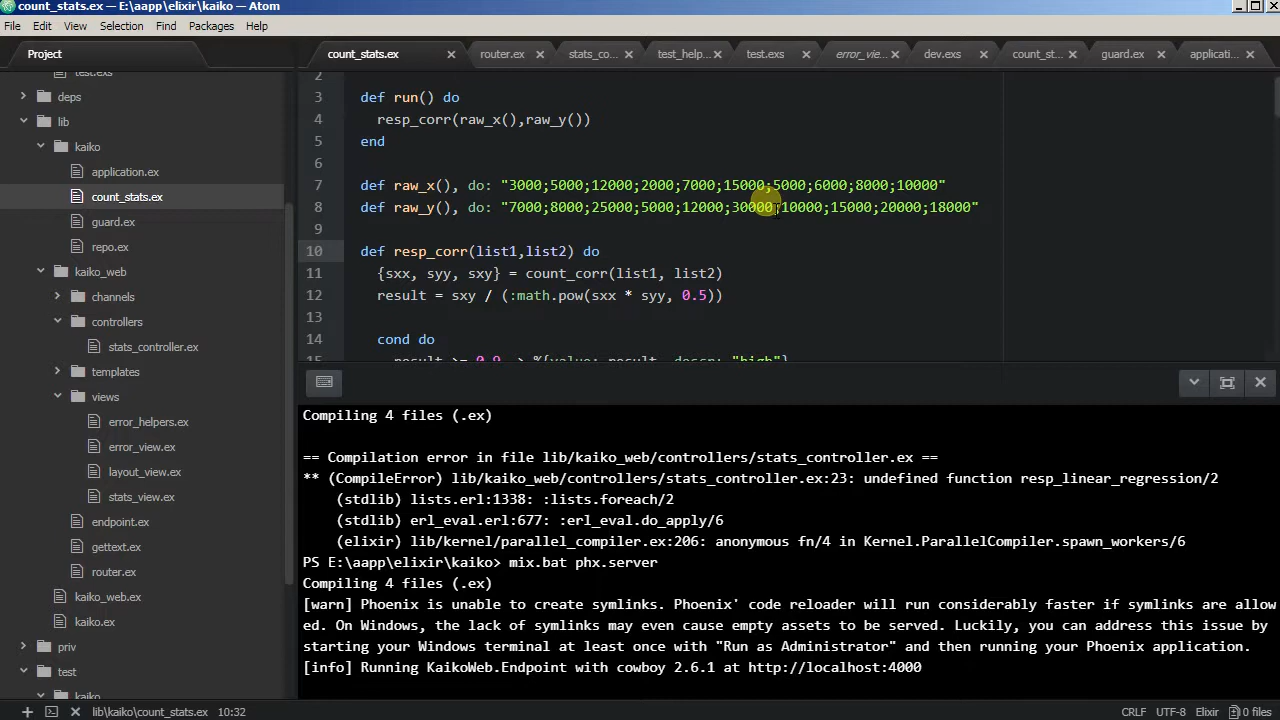 count_stats.ex — E:\aapp\elixir\kaiko — Atom
File Edit View Selection Find Packages Help
Project
count_stats.ex router.ex stats_co... test_help... test.exs error_vie... dev.exs count_st... guard.ex applicati...
test.exs
deps
lib
kaiko
application.ex
count_stats.ex
guard.ex
repo.ex
kaiko_web
channels
controllers
stats_controller.ex
templates
views
error_helpers.ex
error_view.ex
layout_view.ex
stats_view.ex
endpoint.ex
gettext.ex
router.ex
kaiko_web.ex
kaiko.ex
priv
test
kaiko
2
3 def run() do
4 resp_corr(raw_x(),raw_y())
5 end
6
7 def raw_x(), do: "3000;5000;12000;2000;7000;15000;5000;6000;8000;10000"
8 def raw_y(), do: "7000;8000;25000;5000;12000;30000;10000;15000;20000;18000"
9
10 def resp_corr(list1,list2) do
11 {sxx, syy, sxy} = count_corr(list1, list2)
12 result = sxy / (:math.pow(sxx * syy, 0.5))
13
14 cond do
15 result >= 0.9 -> %{value: result, descr: "high"}
Compiling 4 files (.ex)
== Compilation error in file lib/kaiko_web/controllers/stats_controller.ex ==
** (CompileError) lib/kaiko_web/controllers/stats_controller.ex:23: undefined function resp_linear_regression/2
(stdlib) lists.erl:1338: :lists.foreach/2
(stdlib) erl_eval.erl:677: :erl_eval.do_apply/6
(elixir) lib/kernel/parallel_compiler.ex:206: anonymous fn/4 in Kernel.ParallelCompiler.spawn_workers/6
PS E:\aapp\elixir\kaiko> mix.bat phx.server
Compiling 4 files (.ex)
[warn] Phoenix is unable to create symlinks. Phoenix' code reloader will run considerably faster if symlinks are allow
ed. On Windows, the lack of symlinks may even cause empty assets to be served. Luckily, you can address this issue by
starting your Windows terminal at least once with "Run as Administrator" and then running your Phoenix application.
[info] Running KaikoWeb.Endpoint with cowboy 2.6.1 at http://localhost:4000
lib\kaiko\count_stats.ex 10:32 CRLF UTF-8 Elixir 0 files